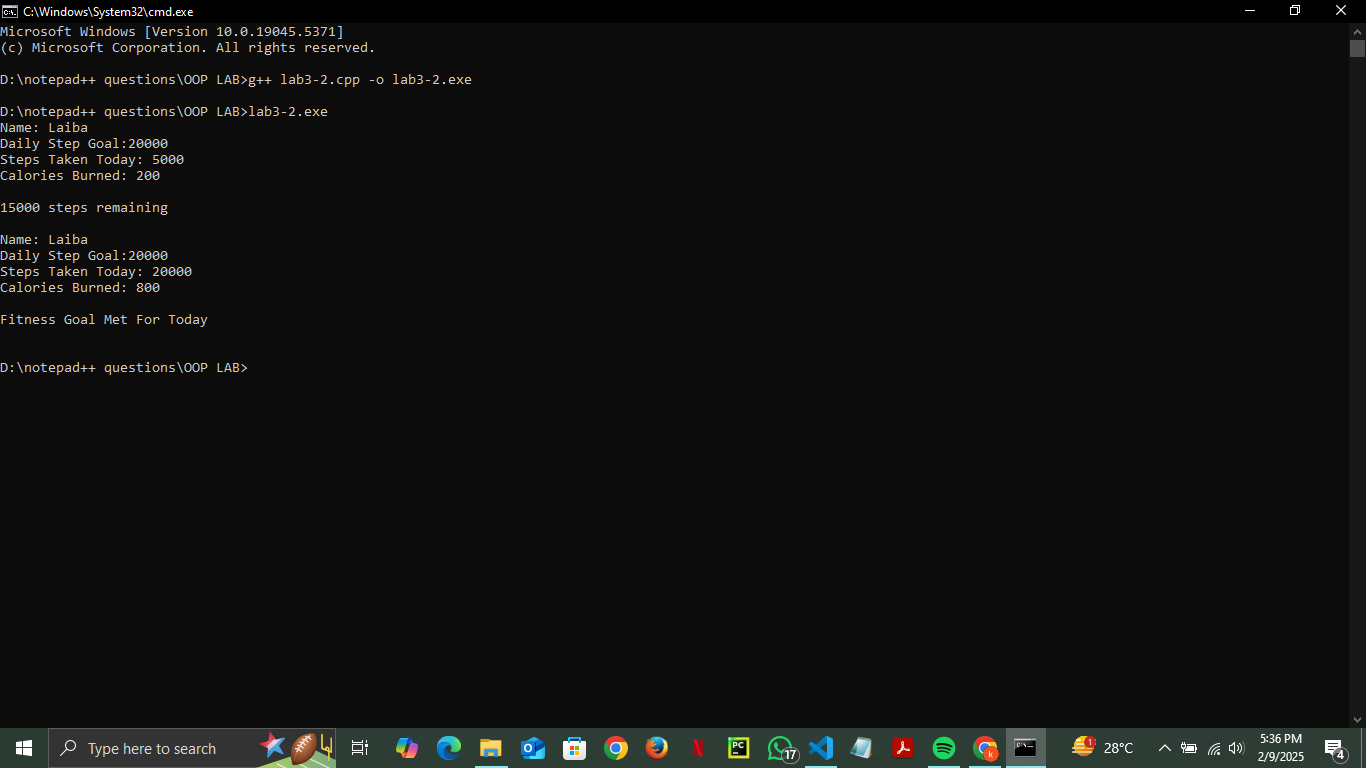 C:\Windows\System32\cmd.exe
Microsoft Windows [Version 10.0.19045.5371]
(c) Microsoft Corporation. All rights reserved.
D:\notepad++ questions\OOP LAB>g++ lab3-2.cpp -o lab3-2.exe
D:\notepad++ questions\OOP LAB>lab3-2.exe
Name: Laiba
Daily Step Goal:20000
Steps Taken Today: 5000
Calories Burned: 200
15000 steps remaining
Name: Laiba
Daily Step Goal:20000
Steps Taken Today: 20000
Calories Burned: 800
Fitness Goal Met For Today
D:\notepad++ questions\OOP LAB>
Type here to search
PC
17
k
1
28°C
5:36 PM
2/9/2025
4